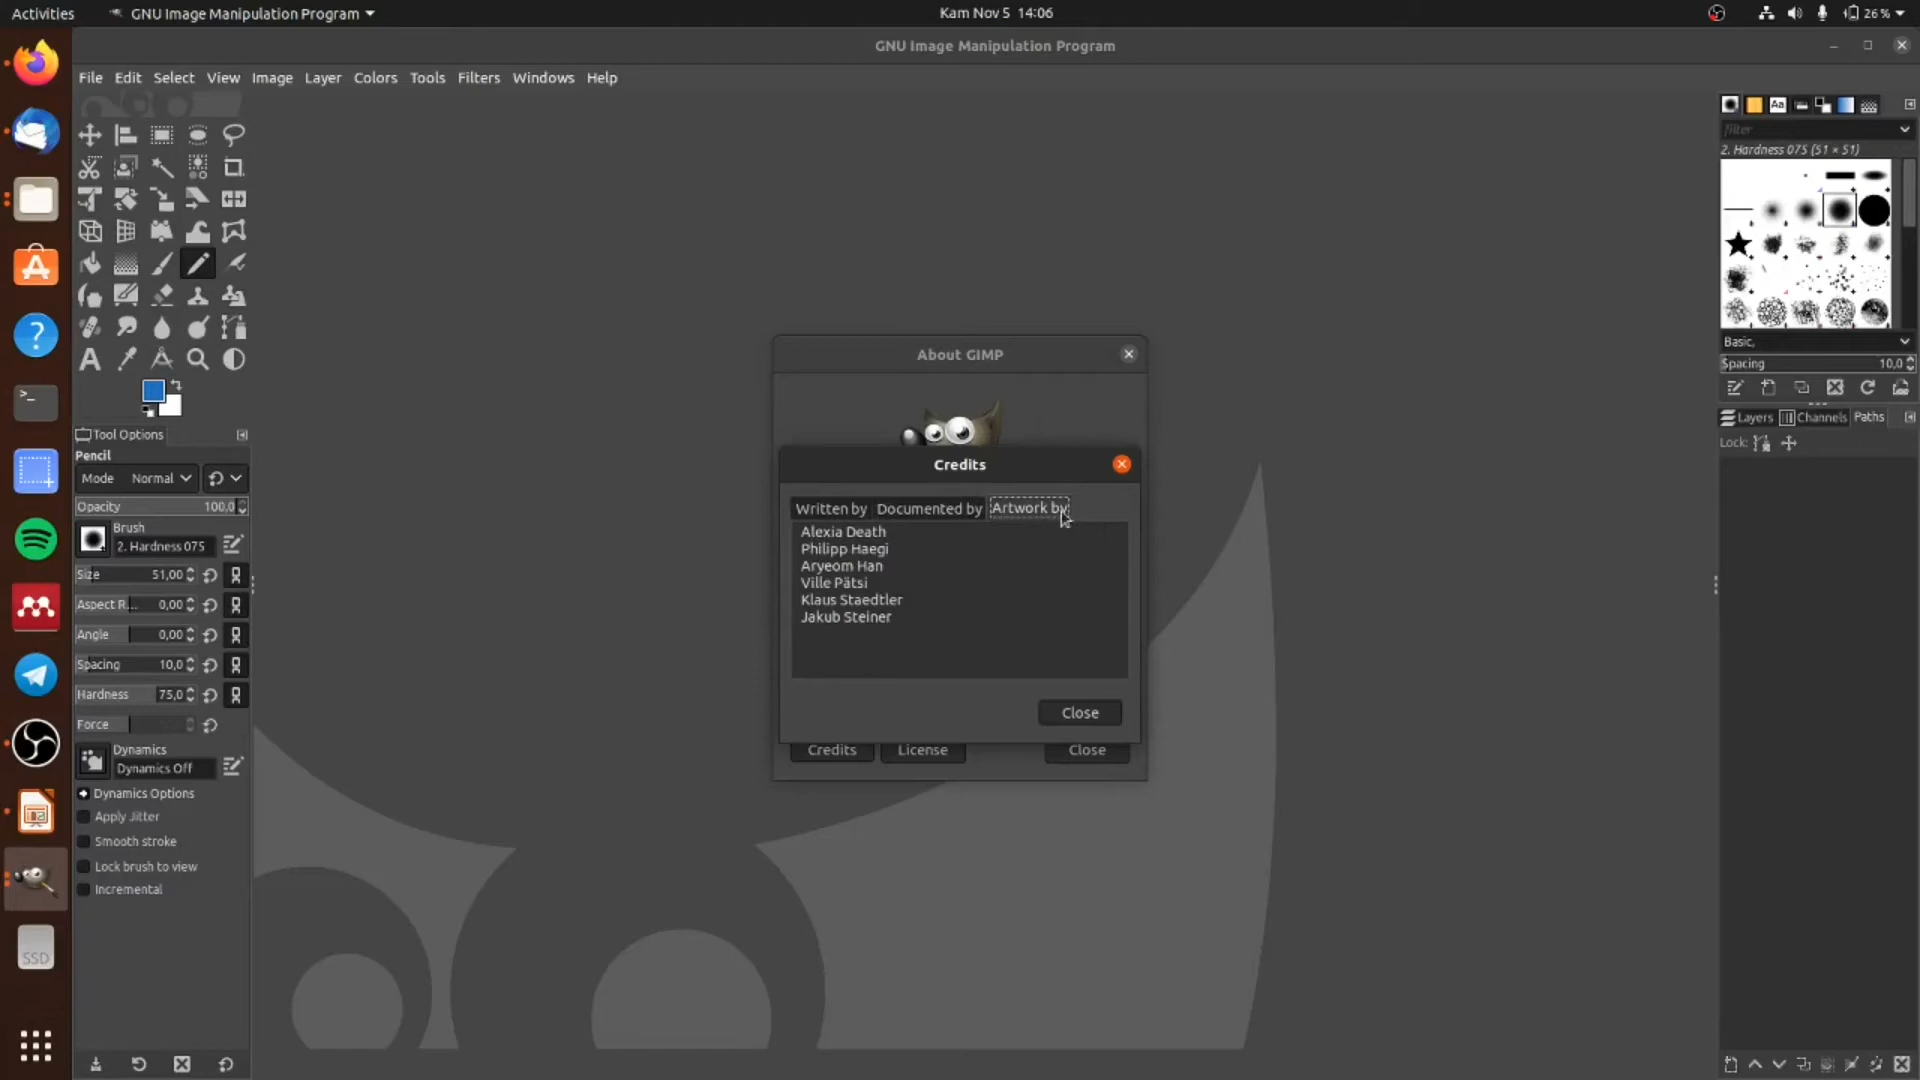 Activities
GNU Image Manipulation Program
Kam Nov 5 14:06
26 %
GNU Image Manipulation Program
File Edit Select View Image Layer Colors Tools Filters Windows Help
filter
2. Hardness 075 (51 × 51)
Basic,
Spacing 10,0
Layers Channels Paths
Lock:
Tool Options
Pencil
Mode Normal
Opacity 100,0
Brush
2. Hardness 075
Size 51,00
Aspect R... 0,00
Angle 0,00
Spacing 10,0
Hardness 75,0
Force
Dynamics
Dynamics Off
Dynamics Options
Apply Jitter
Smooth stroke
Lock brush to view
Incremental
SSD
About GIMP
Credits
Written by Documented by Artwork by
Alexia Death
Philipp Haegi
Aryeom Han
Ville Pätsi
Klaus Staedtler
Jakub Steiner
Close
Credits License Close